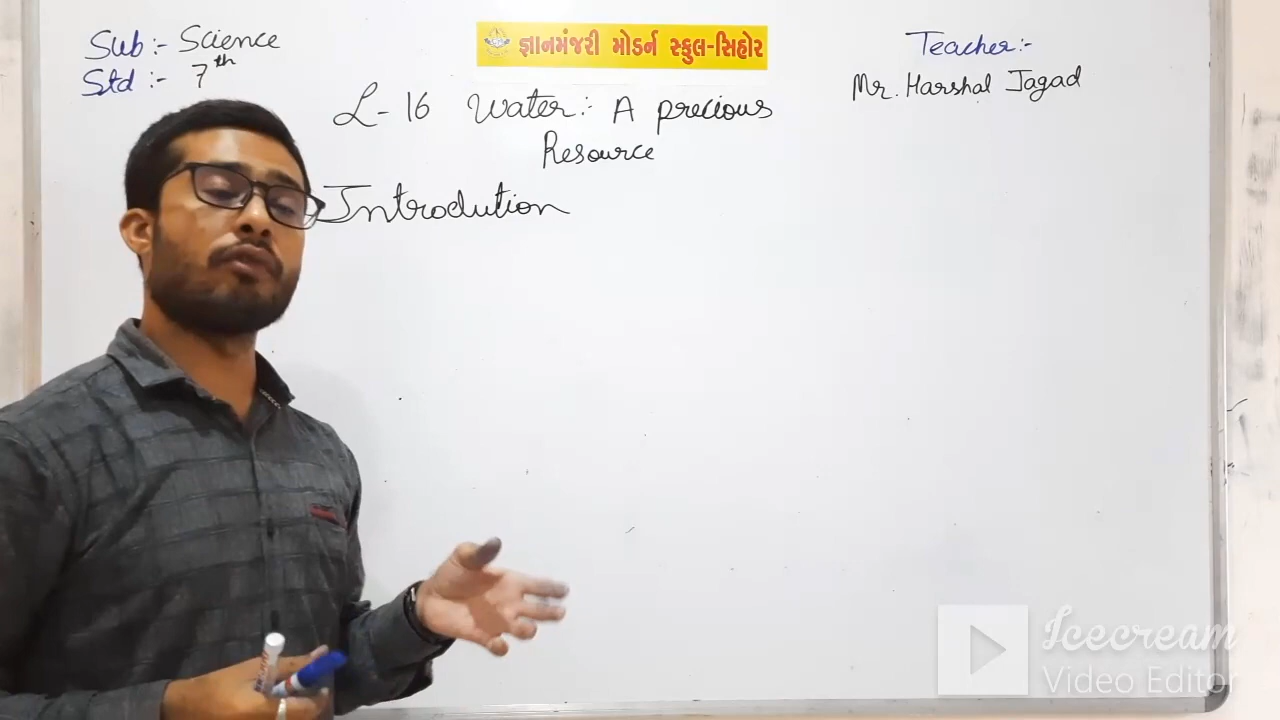 Sub:- Science
Std :- 7th
જ્ઞાનમંજરી મોડર્ન સ્કુલ-સિહોર
Teacher:-
Mr. Harshal Jagad
L- 16 Water: A precious
Resource
Introdution
Icecream
Video Editor